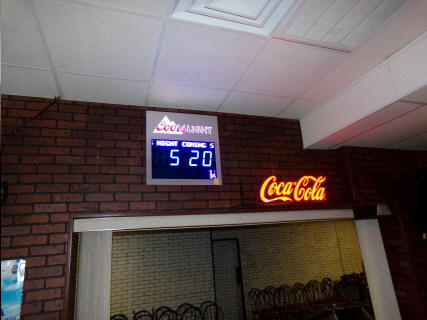 Coors LIGHT
NIGHT COMING S
5 20
Coca-Cola